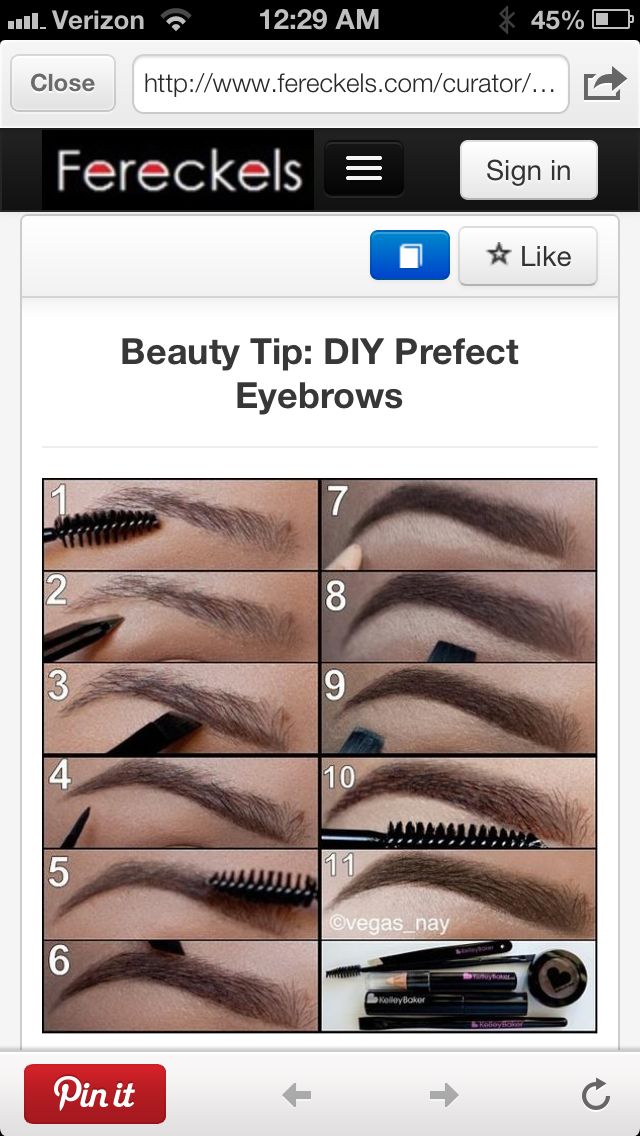 Verizon 12:29 AM 45%
Close http://www.fereckels.com/curator/...
Fereckels Sign in
Like
Beauty Tip: DIY Prefect
Eyebrows
1
2
3
4
5
6
7
8
9
10
11
©vegas_nay
KelleyBaker
KelleyBaker
KelleyBaker
KelleyBaker
Pin it